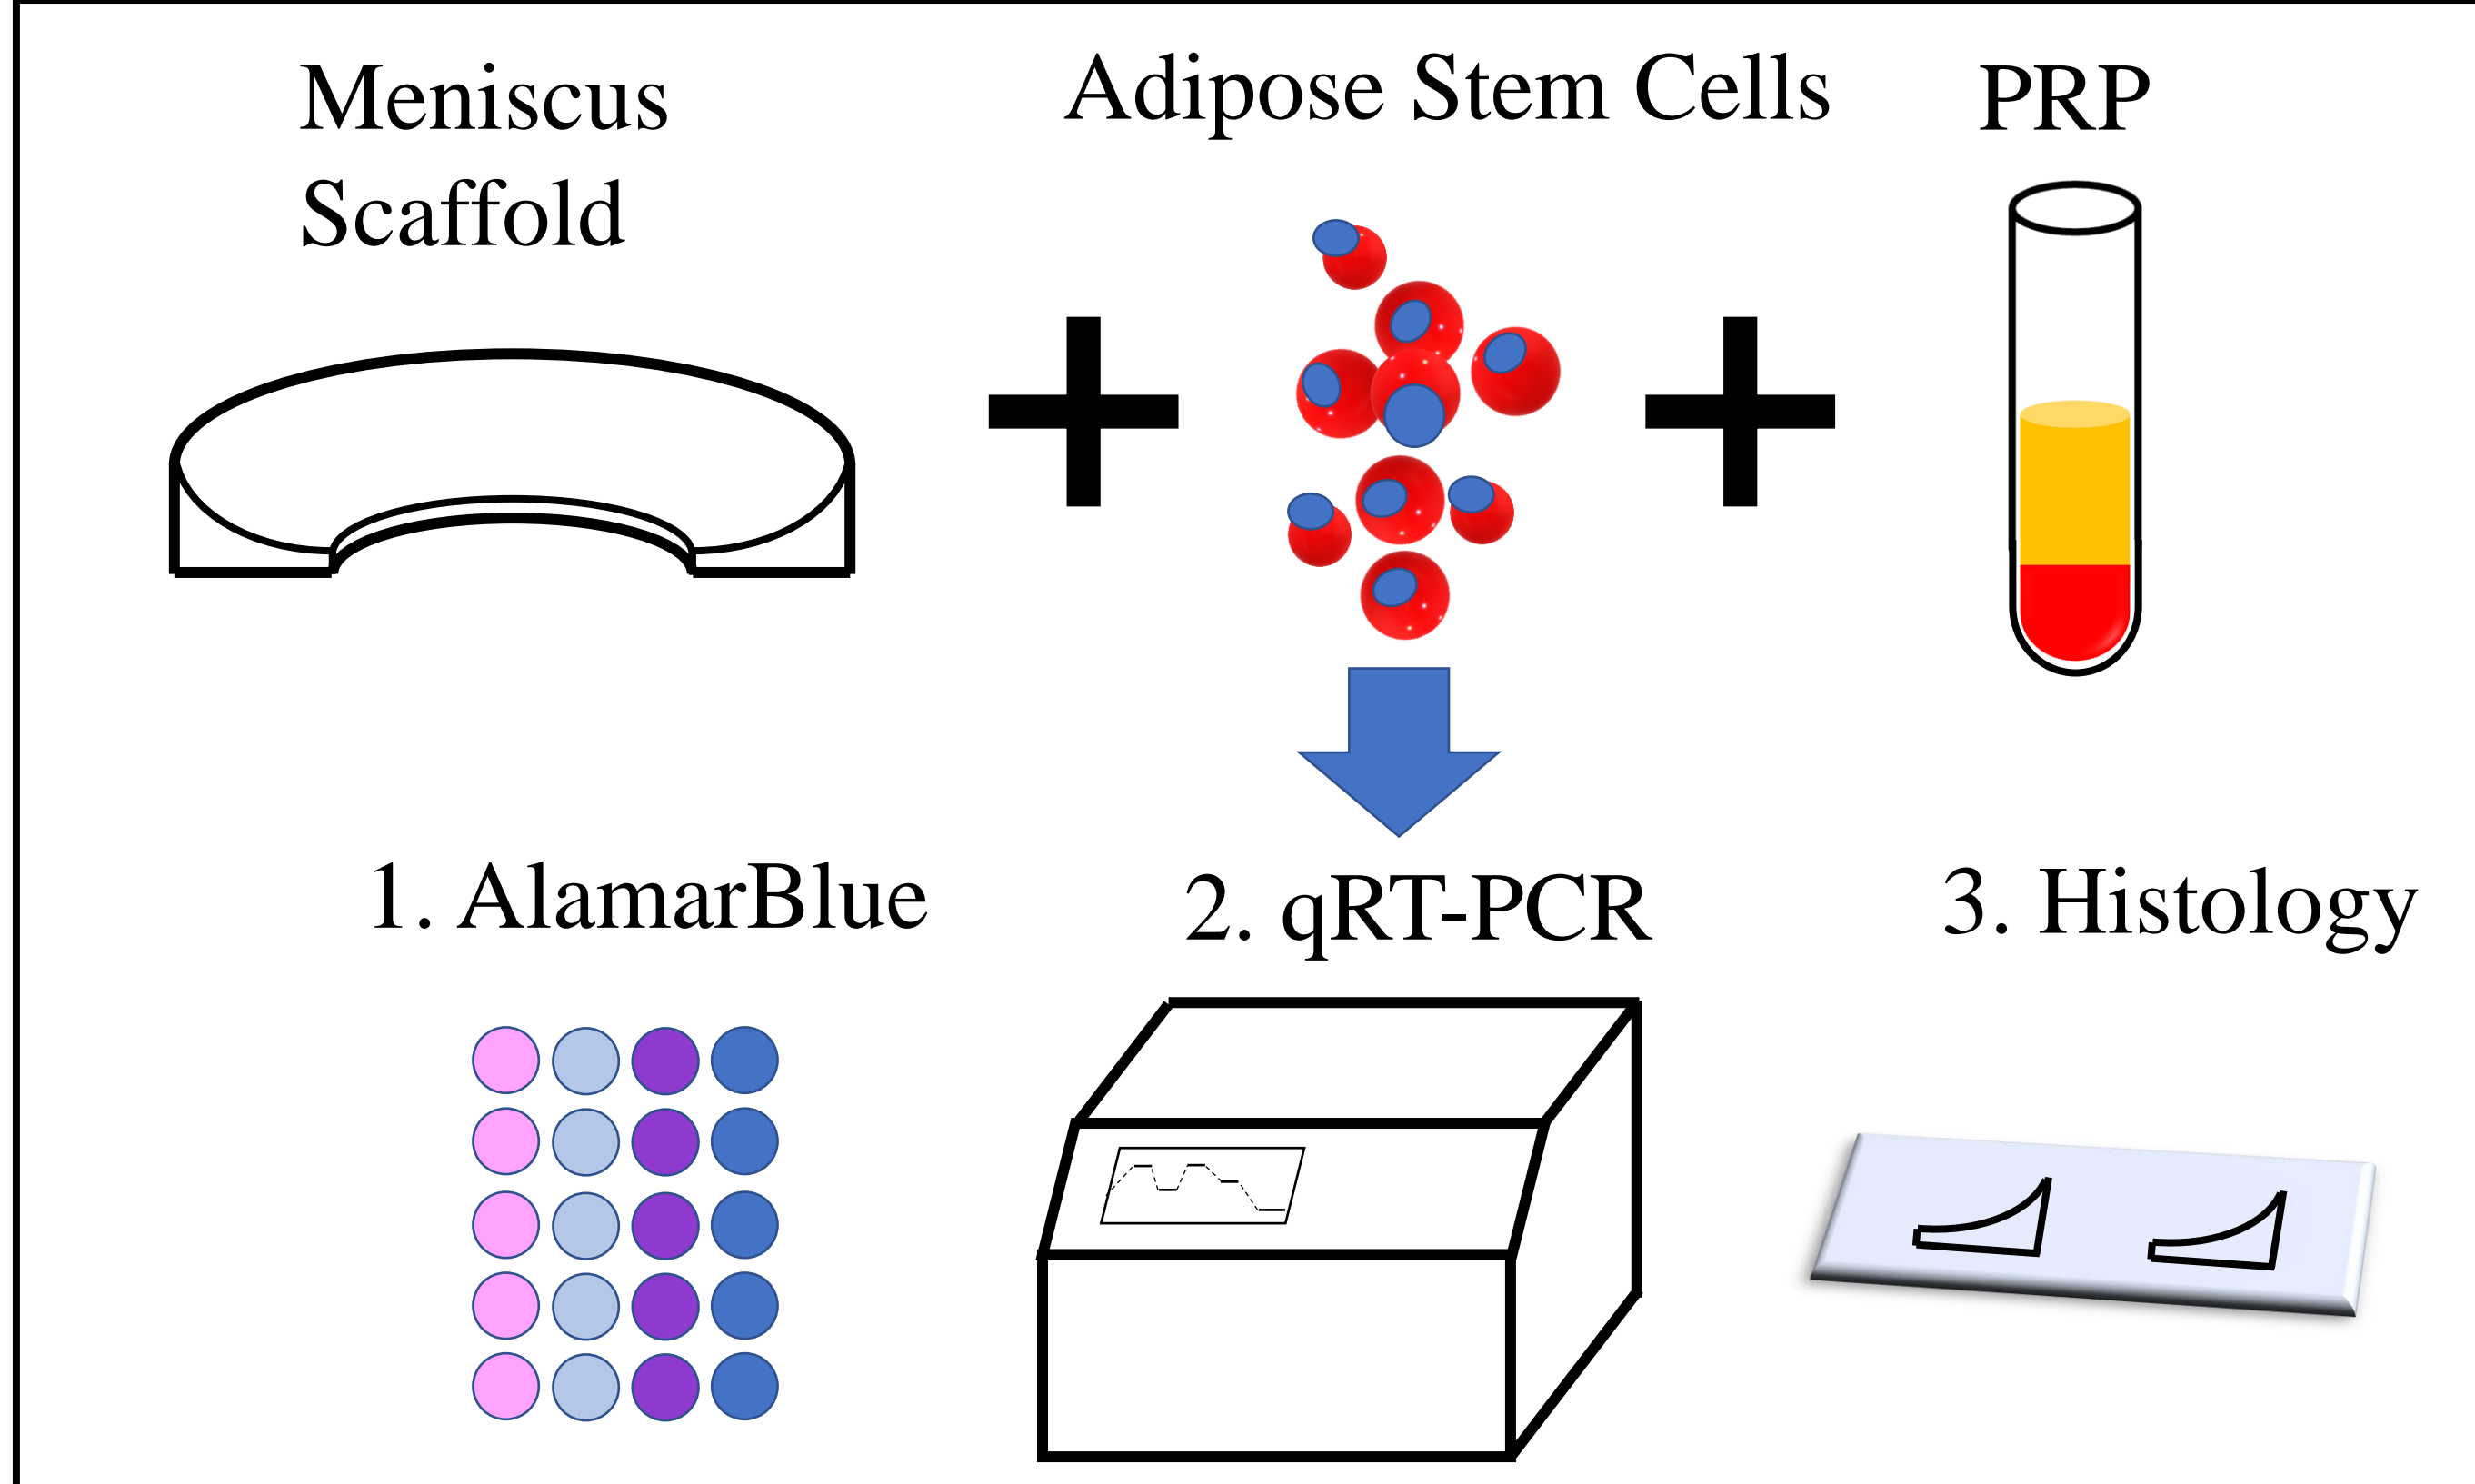 Meniscus
Scaffold
Adipose Stem Cells
PRP
1. AlamarBlue
2. qRT-PCR
3. Histology